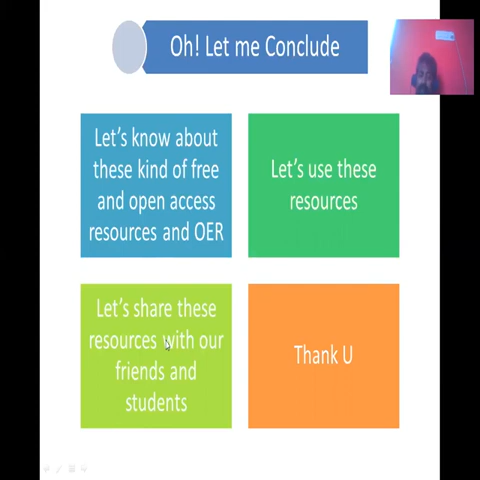 Oh! Let me Conclude
Let's know about
these kind of free
and open access
resources and OER
Let's use these
resources
Let's share these
resources with our
friends and
students
Thank U